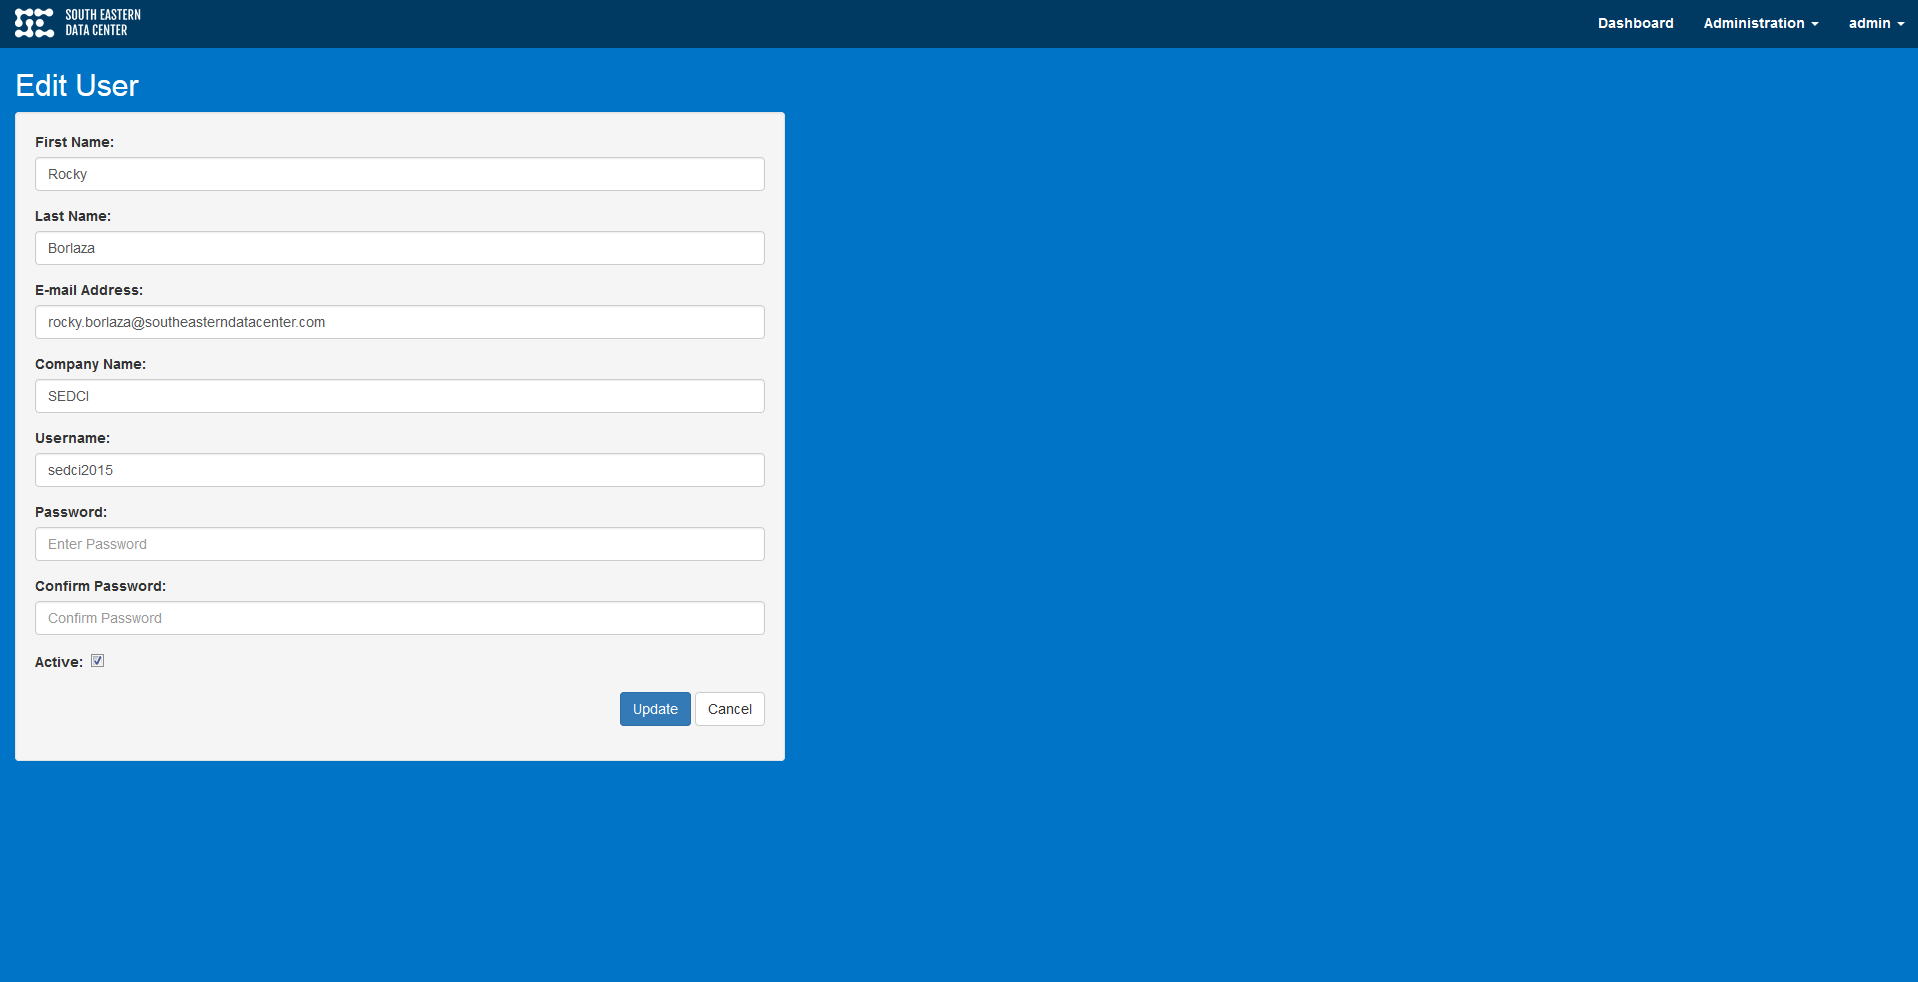 SOUTH EASTERN
DATA CENTER
Dashboard Administration admin
Edit User
First Name:
Rocky
Last Name:
Borlaza
E-mail Address:
rocky.borlaza@southeasterndatacenter.com
Company Name:
SEDCI
Username:
sedci2015
Password:
Enter Password
Confirm Password:
Confirm Password
Active:
Update Cancel